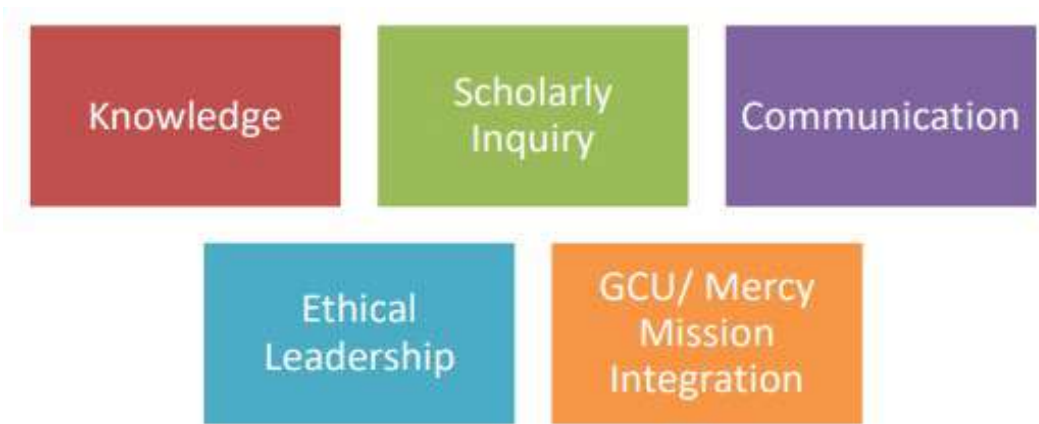 Knowledge
Scholarly
Inquiry
Communication
Ethical
Leadership
GCU/ Mercy
Mission
Integration